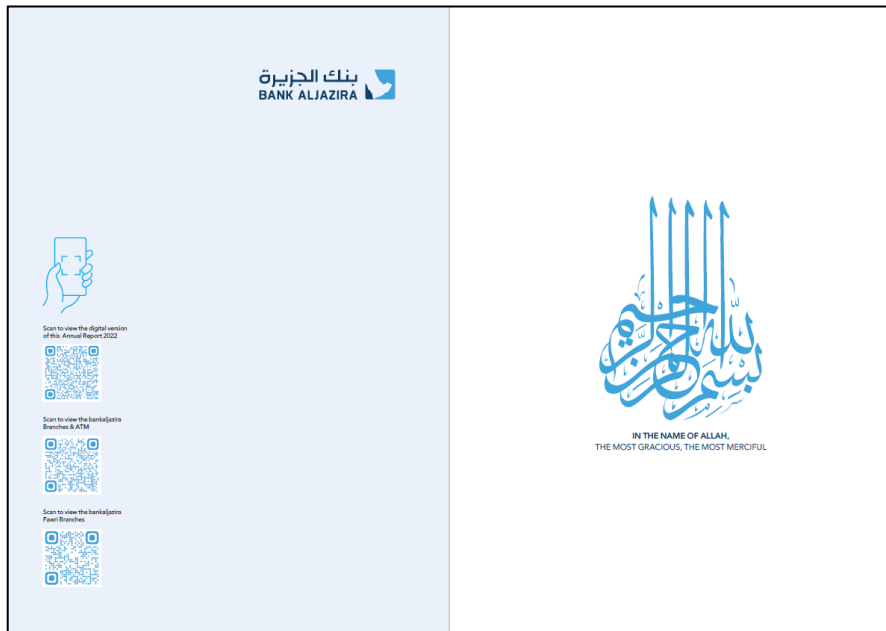 بنك الجزيرة
BANK ALJAZIRA
Scan to view the digital version
of this Annual Report 2022
Scan to view the bankaljazira
Branches & ATM
Scan to view the bankaljazira
Fawri Branches
بسم الله الرحمن الرحيم
IN THE NAME OF ALLAH,
THE MOST GRACIOUS, THE MOST MERCIFUL